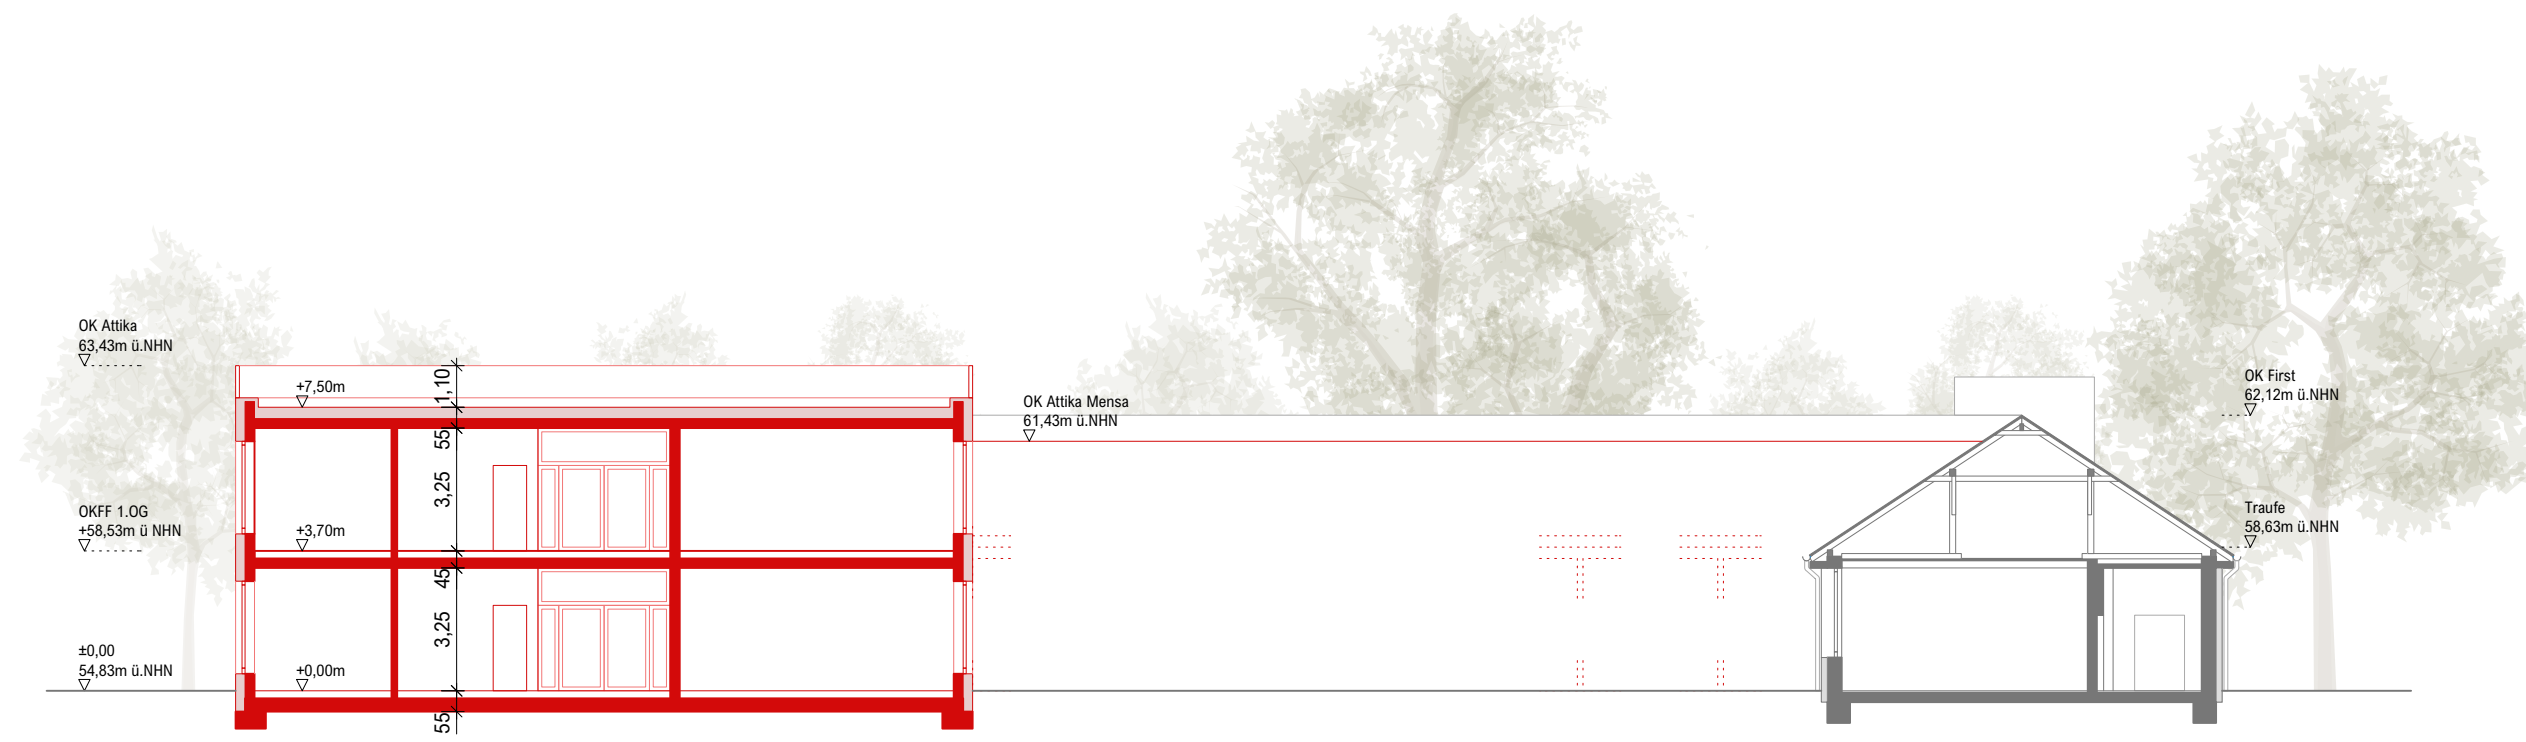 OK Attika
63,43m ü.NHN
+7,50m
1,10
OK Attika Mensa
61,43m ü.NHN
OK First
62,12m ü.NHN
55
3,25
OKFF 1.OG
+58,53m ü NHN
+3,70m
Traufe
58,63m ü.NHN
45
3,25
±0,00
54,83m ü.NHN
+0,00m
55